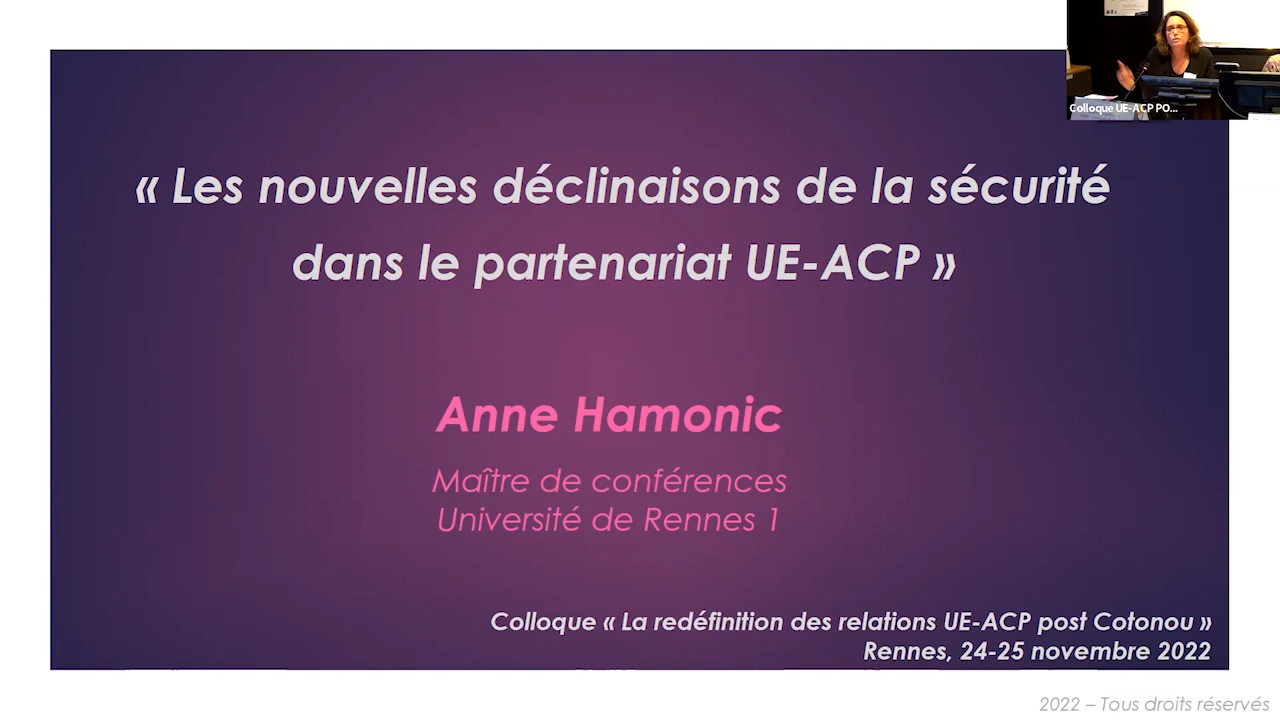 Colloque UE-ACP PO...
« Les nouvelles déclinaisons de la sécurité
dans le partenariat UE-ACP »
Anne Hamonic
Maître de conférences
Université de Rennes 1
Colloque « La redéfinition des relations UE-ACP post Cotonou »
Rennes, 24-25 novembre 2022
2022 – Tous droits réservés